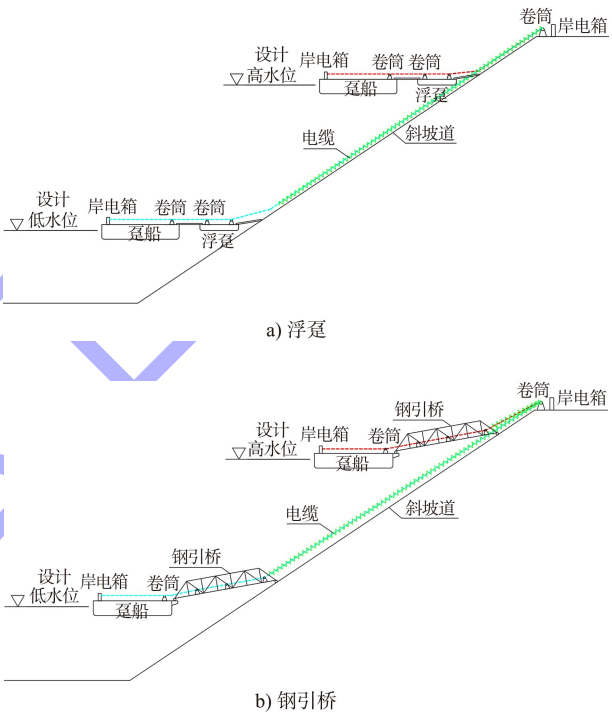 卷筒
岸电箱
设计
高水位
岸电箱
卷筒 卷筒
趸船
浮趸
电缆
斜坡道
设计
低水位
岸电箱
卷筒 卷筒
趸船
浮趸
a) 浮趸
卷筒
岸电箱
钢引桥
设计
高水位
岸电箱
卷筒
趸船
电缆
斜坡道
钢引桥
设计
低水位
岸电箱
卷筒
趸船
b) 钢引桥